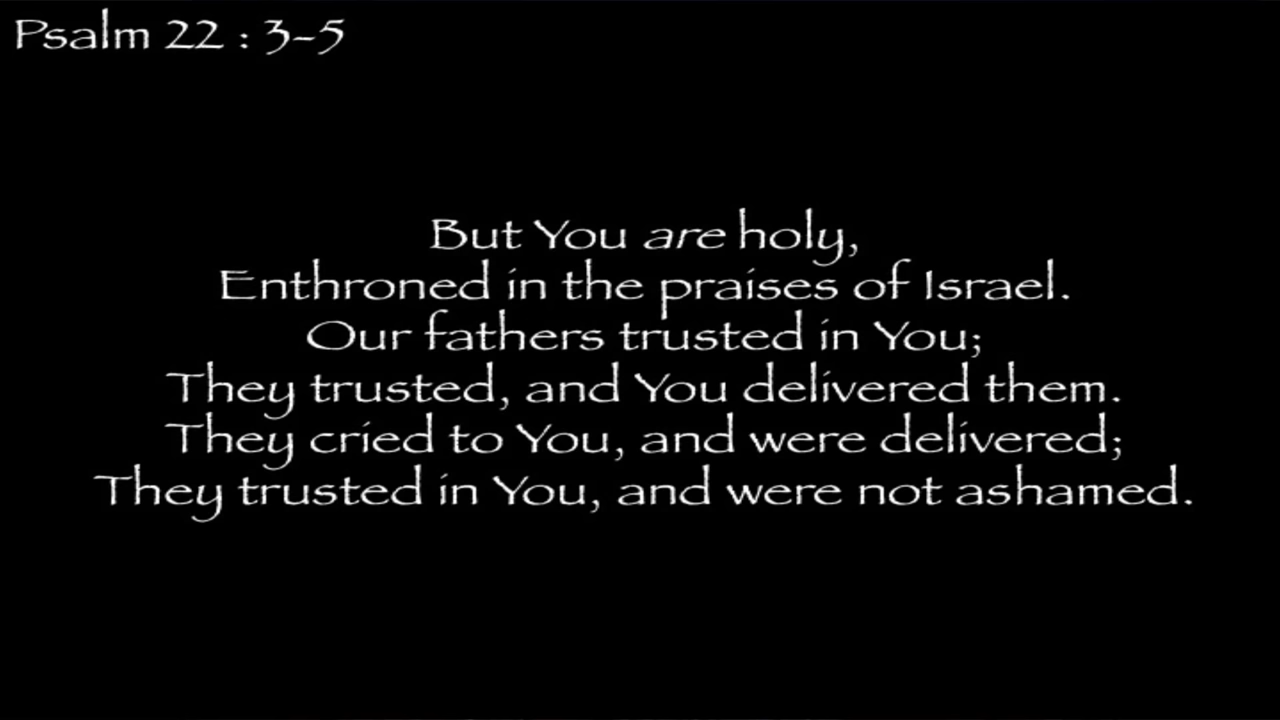 Psalm 22 : 3-5
But You are holy,
Enthroned in the praises of Israel.
Our fathers trusted in You;
They trusted, and You delivered them.
They cried to You, and were delivered;
They trusted in You, and were not ashamed.